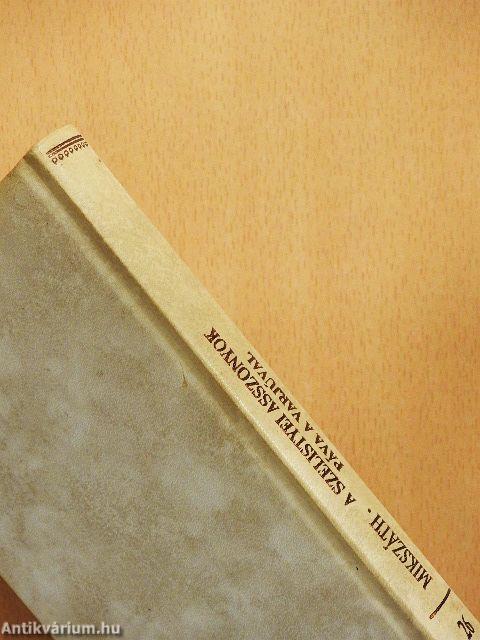 MIKSZÁTH · A SZELISTYEI ASSZONYOK
PÁVA A VARJÚVAL
Antikvárium.hu